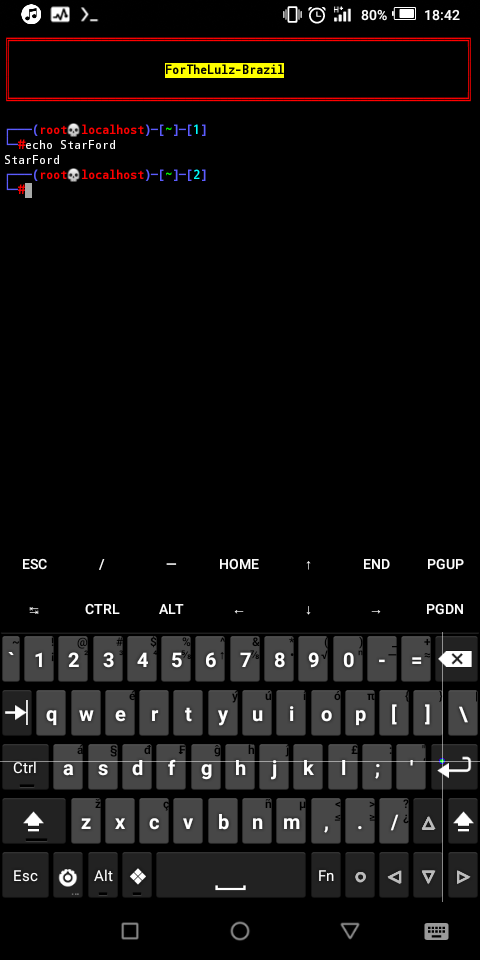 80% 18:42
ForTheLulz-Brazil
┌──(root💀localhost)-[~]-[1]
└─#echo StarFord
StarFord
┌──(root💀localhost)-[~]-[2]
└─#
ESC / — HOME ↑ END PGUP
↹ CTRL ALT ← ↓ → PGDN
` 1 2 3 4 5 6 7 8 9 0 - =
q w e r t y u i o p [ ] \
Ctrl a s d f g h j k l ; '
z x c v b n m , . /
Esc Alt Fn